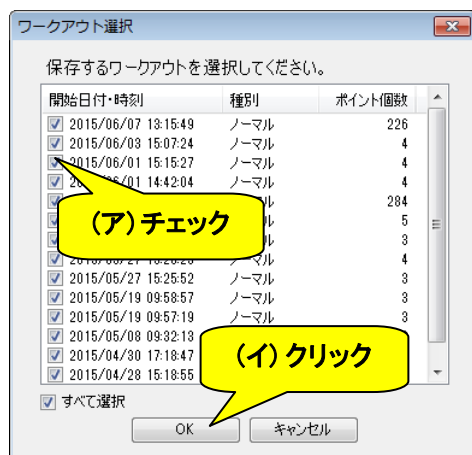 ワークアウト選択
保存するワークアウトを選択してください。
開始日付・時刻 種別 ポイント個数
2015/06/07 13:15:49 ノーマル 226
2015/06/03 15:07:24 ノーマル 4
2015/06/01 15:15:27 ノーマル 4
14:42:04 ノーマル 4
284
(ア)チェック
5
3
ノーマル 4
2015/05/27 15:25:52 ノーマル 3
2015/05/19 09:58:57 ノーマル 3
2015/05/19 09:57:19 ノーマル 3
2015/05/08 09:32:13
2015/04/30 17:18:47
(イ)クリック
2015/04/28 15:18:55
すべて選択
OK キャンセル